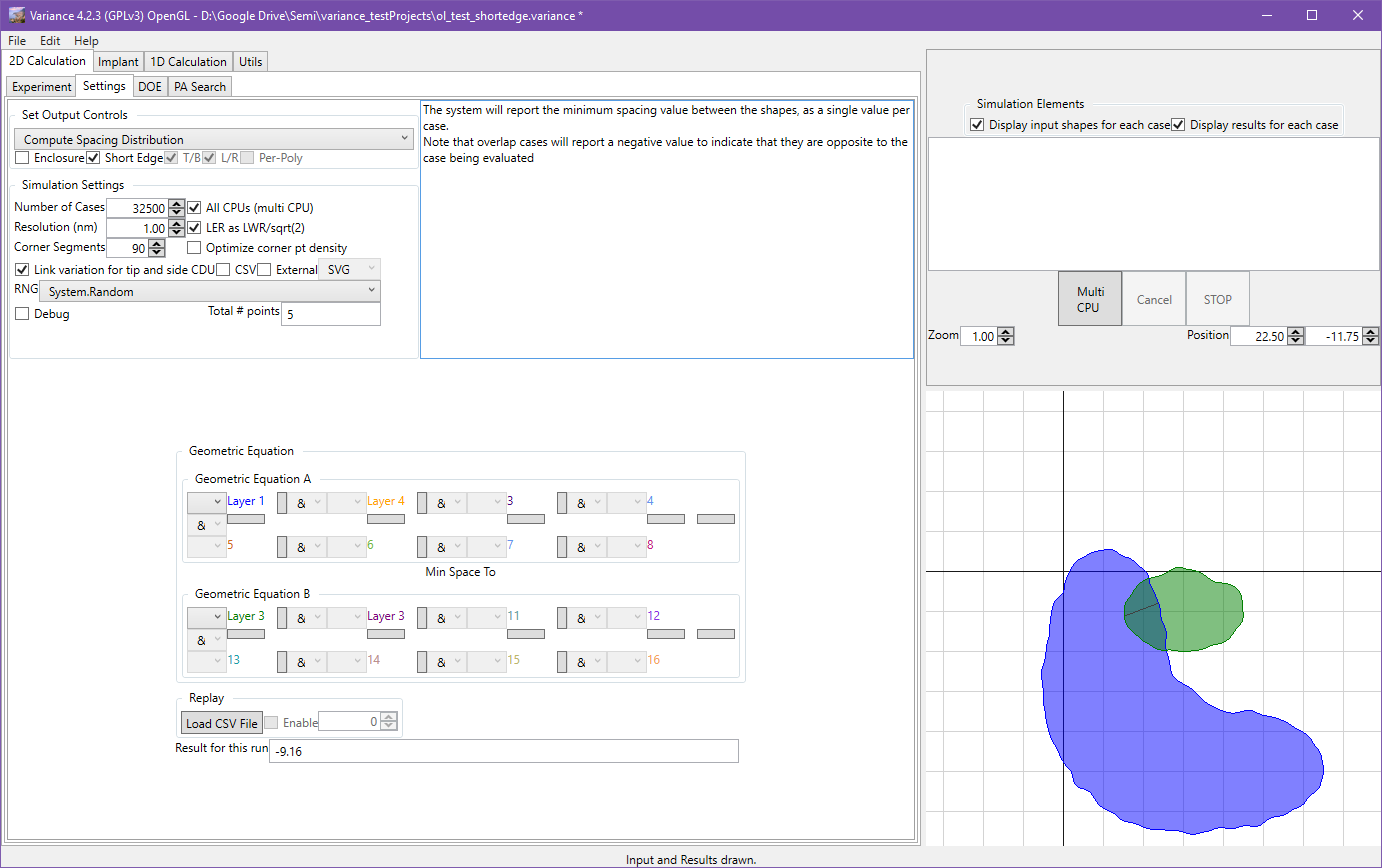 Variance 4.2.3 (GPLv3) OpenGL - D:\Google Drive\Semi\variance_testProjects\ol_test_shortedge.variance *
File Edit Help
2D Calculation Implant 1D Calculation Utils
Experiment Settings DOE PA Search
Set Output Controls
Compute Spacing Distribution
Enclosure Short Edge T/B L/R Per-Poly
Simulation Settings
Number of Cases 32500 All CPUs (multi CPU)
Resolution (nm) 1.00 LER as LWR/sqrt(2)
Corner Segments 90 Optimize corner pt density
Link variation for tip and side CDU CSV External SVG
RNG System.Random
Debug Total # points 5
The system will report the minimum spacing value between the shapes, as a single value per
case.
Note that overlap cases will report a negative value to indicate that they are opposite to the
case being evaluated
Geometric Equation
Geometric Equation A
Layer 1 & Layer 4 & 3 & 4
&
5 & 6 & 7 & 8
Min Space To
Geometric Equation B
Layer 3 & Layer 3 & 11 & 12
&
13 & 14 & 15 & 16
Replay
Load CSV File Enable 0
Result for this run -9.16
Simulation Elements
Display input shapes for each case Display results for each case
Multi
CPU
Cancel STOP
Zoom 1.00 Position 22.50 -11.75
Input and Results drawn.